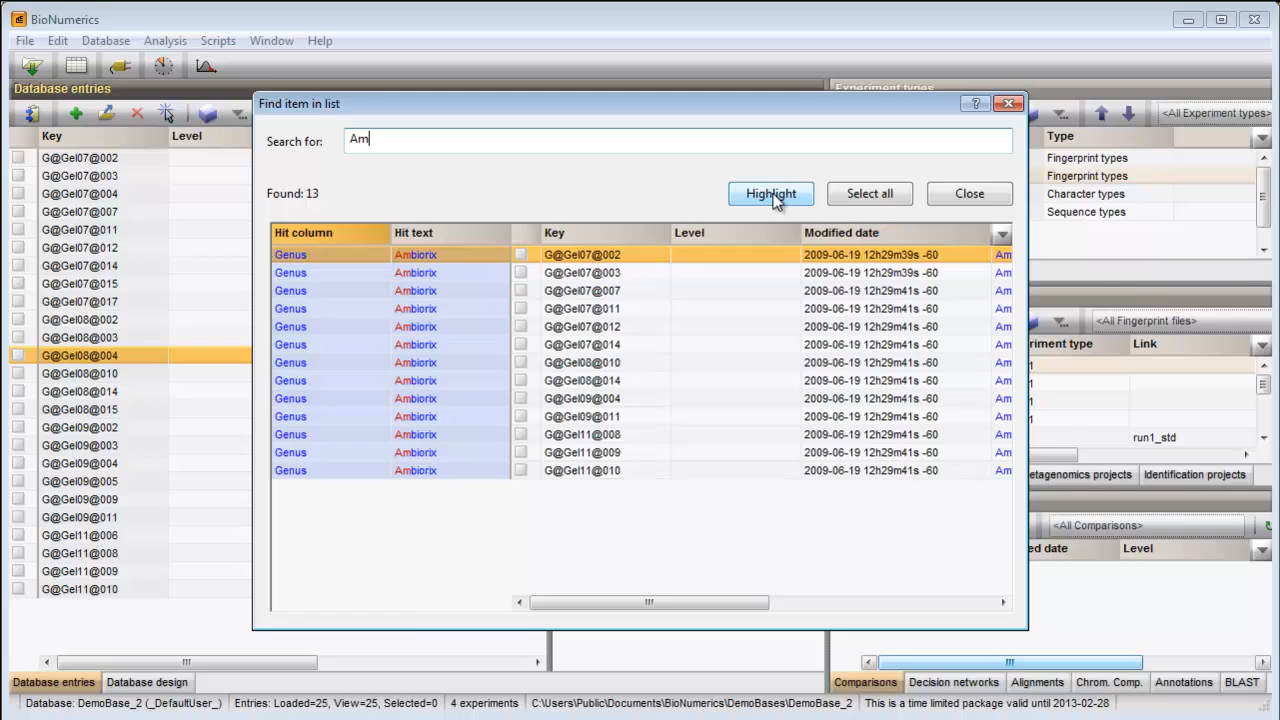 BioNumerics
File Edit Database Analysis Scripts Window Help
Database entries
Experiment types
Find item in list
Search for: Am
Found: 13
Highlight Select all Close
<All Experiment types>
Key Level
G@Gel07@002
G@Gel07@003
G@Gel07@004
G@Gel07@007
G@Gel07@011
G@Gel07@012
G@Gel07@014
G@Gel07@015
G@Gel07@017
G@Gel08@002
G@Gel08@003
G@Gel08@004
G@Gel08@010
G@Gel08@014
G@Gel08@015
G@Gel09@002
G@Gel09@003
G@Gel09@004
G@Gel09@005
G@Gel09@009
G@Gel09@011
G@Gel11@006
G@Gel11@008
G@Gel11@009
G@Gel11@010
Hit column Hit text Key Level Modified date
Genus Ambiorix G@Gel07@002 2009-06-19 12h29m39s -60 Am
Genus Ambiorix G@Gel07@003 2009-06-19 12h29m39s -60 Am
Genus Ambiorix G@Gel07@007 2009-06-19 12h29m41s -60 Am
Genus Ambiorix G@Gel07@011 2009-06-19 12h29m41s -60 Am
Genus Ambiorix G@Gel07@012 2009-06-19 12h29m41s -60 Am
Genus Ambiorix G@Gel07@014 2009-06-19 12h29m41s -60 Am
Genus Ambiorix G@Gel08@010 2009-06-19 12h29m41s -60 Am
Genus Ambiorix G@Gel08@014 2009-06-19 12h29m41s -60 Am
Genus Ambiorix G@Gel09@004 2009-06-19 12h29m41s -60 Am
Genus Ambiorix G@Gel09@011 2009-06-19 12h29m41s -60 Am
Genus Ambiorix G@Gel11@008 2009-06-19 12h29m41s -60 Am
Genus Ambiorix G@Gel11@009 2009-06-19 12h29m41s -60 Am
Genus Ambiorix G@Gel11@010 2009-06-19 12h29m41s -60 Am
Type
Fingerprint types
Fingerprint types
Character types
Sequence types
<All Fingerprint files>
riment type Link
1
1
1
1
run1_std
etagenomics projects Identification projects
<All Comparisons>
ed date Level
Database entries Database design
Comparisons Decision networks Alignments Chrom. Comp. Annotations BLAST
Database: DemoBase_2 (_DefaultUser_) Entries: Loaded=25, View=25, Selected=0 4 experiments C:\Users\Public\Documents\BioNumerics\DemoBases\DemoBase_2 This is a time limited package valid until 2013-02-28